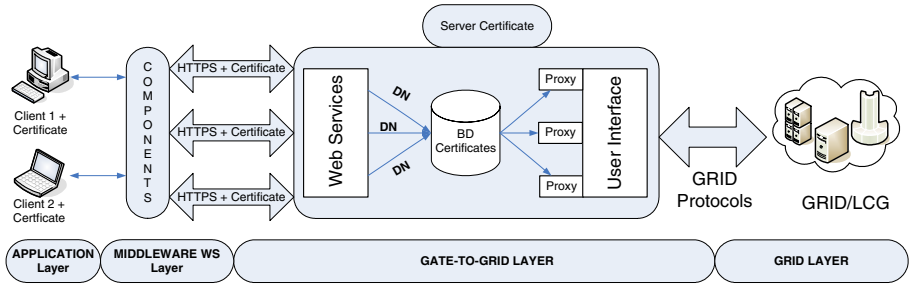 Server Certificate
Client 1 +
Certificate
Client 2 +
Certficate
COMPONENTS
HTTPS + Certificate
HTTPS + Certificate
HTTPS + Certificate
Web Services
DN
DN
DN
BD
Certificates
Proxy
Proxy
Proxy
User Interface
GRID
Protocols
GRID/LCG
APPLICATION
Layer
MIDDLEWARE WS
Layer
GATE-TO-GRID LAYER
GRID LAYER